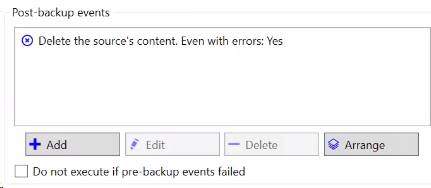 Post-backup events
Delete the source's content. Even with errors: Yes
Add
Edit
Delete
Arrange
Do not execute if pre-backup events failed